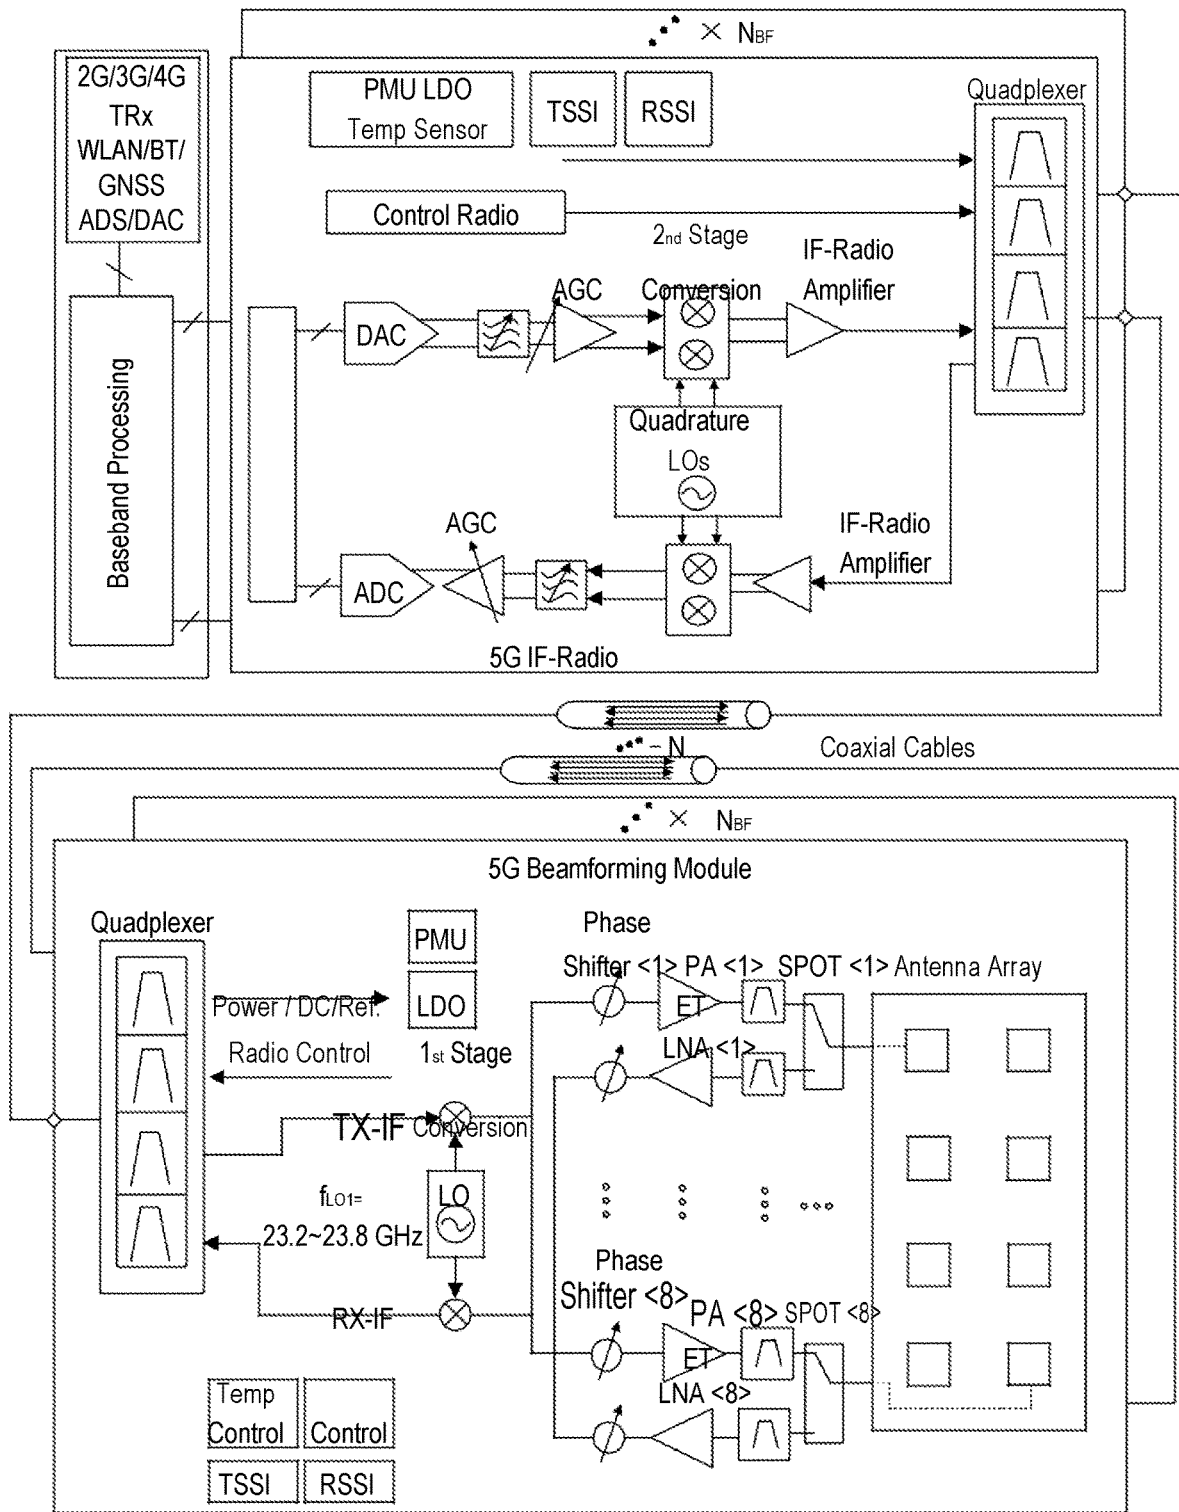 × NBF
2G/3G/4G
TRx
WLAN/BT/
GNSS
ADS/DAC
PMU LDO
Temp Sensor
TSSI
RSSI
Quadplexer
Control Radio
2nd Stage
Conversion
IF-Radio
Amplifier
AGC
DAC
Baseband Processing
Quadrature
LOs
AGC
IF-Radio
Amplifier
ADC
5G IF-Radio
– N
Coaxial Cables
× NBF
5G Beamforming Module
Quadplexer
PMU
LDO
Power / DC/Ref.
Radio Control
1st Stage
Conversion
TX-IF
fLO1=
23.2~23.8 GHz
LO
RX-IF
Phase
Shifter <1> PA <1> SPOT <1> Antenna Array
ET
LNA <1>
Phase
Shifter <8> PA <8> SPOT <8>
ET
LNA <8>
Temp
Control
Control
TSSI
RSSI